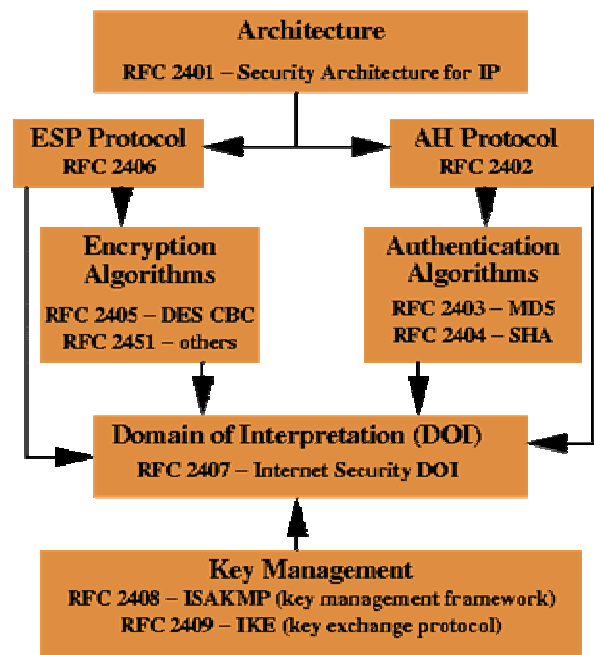 Architecture
RFC 2401 – Security Architecture for IP
ESP Protocol
RFC 2406
AH Protocol
RFC 2402
Encryption
Algorithms
RFC 2405 – DES CBC
RFC 2451 – others
Authentication
Algorithms
RFC 2403 – MD5
RFC 2404 – SHA
Domain of Interpretation (DOI)
RFC 2407 – Internet Security DOI
Key Management
RFC 2408 – ISAKMP (key management framework)
RFC 2409 – IKE (key exchange protocol)